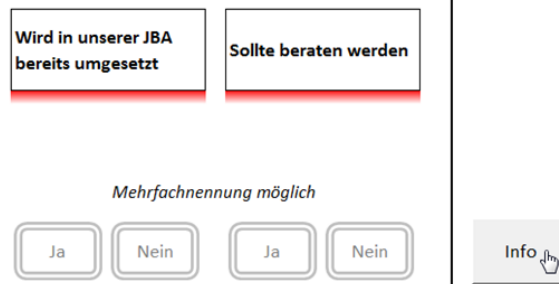 Wird in unserer JBA
bereits umgesetzt
Sollte beraten werden
Mehrfachnennung möglich
Ja
Nein
Ja
Nein
Info